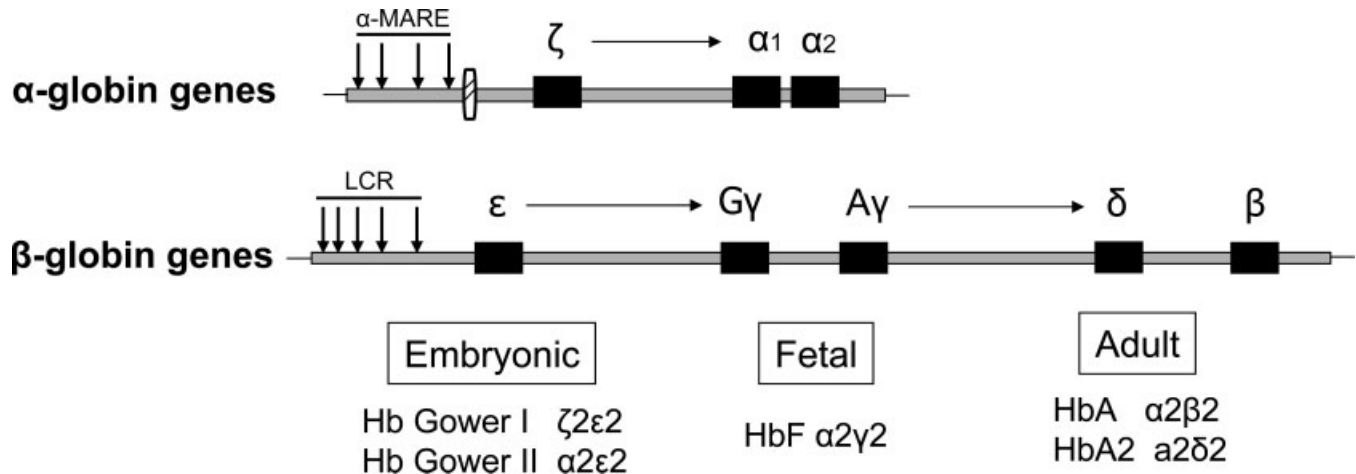 α-MARE
ζ α1 α2
α-globin genes
LCR
ε Gγ Aγ δ β
β-globin genes
Embryonic Fetal Adult
Hb Gower I ζ2ε2 HbF α2γ2 HbA α2β2
Hb Gower II α2ε2 HbA2 a2δ2